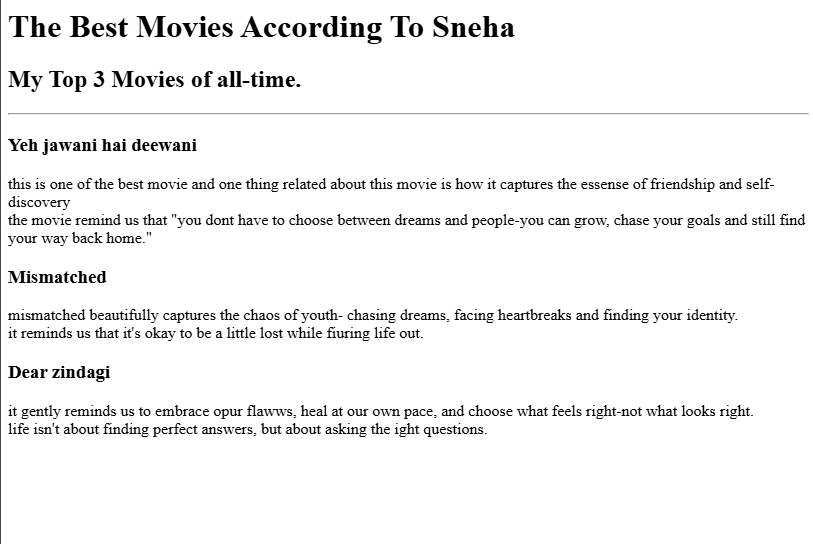 The Best Movies According To Sneha
My Top 3 Movies of all-time.
Yeh jawani hai deewani
this is one of the best movie and one thing related about this movie is how it captures the essense of friendship and self-
discovery
the movie remind us that "you dont have to choose between dreams and people-you can grow, chase your goals and still find
your way back home."
Mismatched
mismatched beautifully captures the chaos of youth- chasing dreams, facing heartbreaks and finding your identity.
it reminds us that it's okay to be a little lost while fiuring life out.
Dear zindagi
it gently reminds us to embrace opur flawws, heal at our own pace, and choose what feels right-not what looks right.
life isn't about finding perfect answers, but about asking the ight questions.